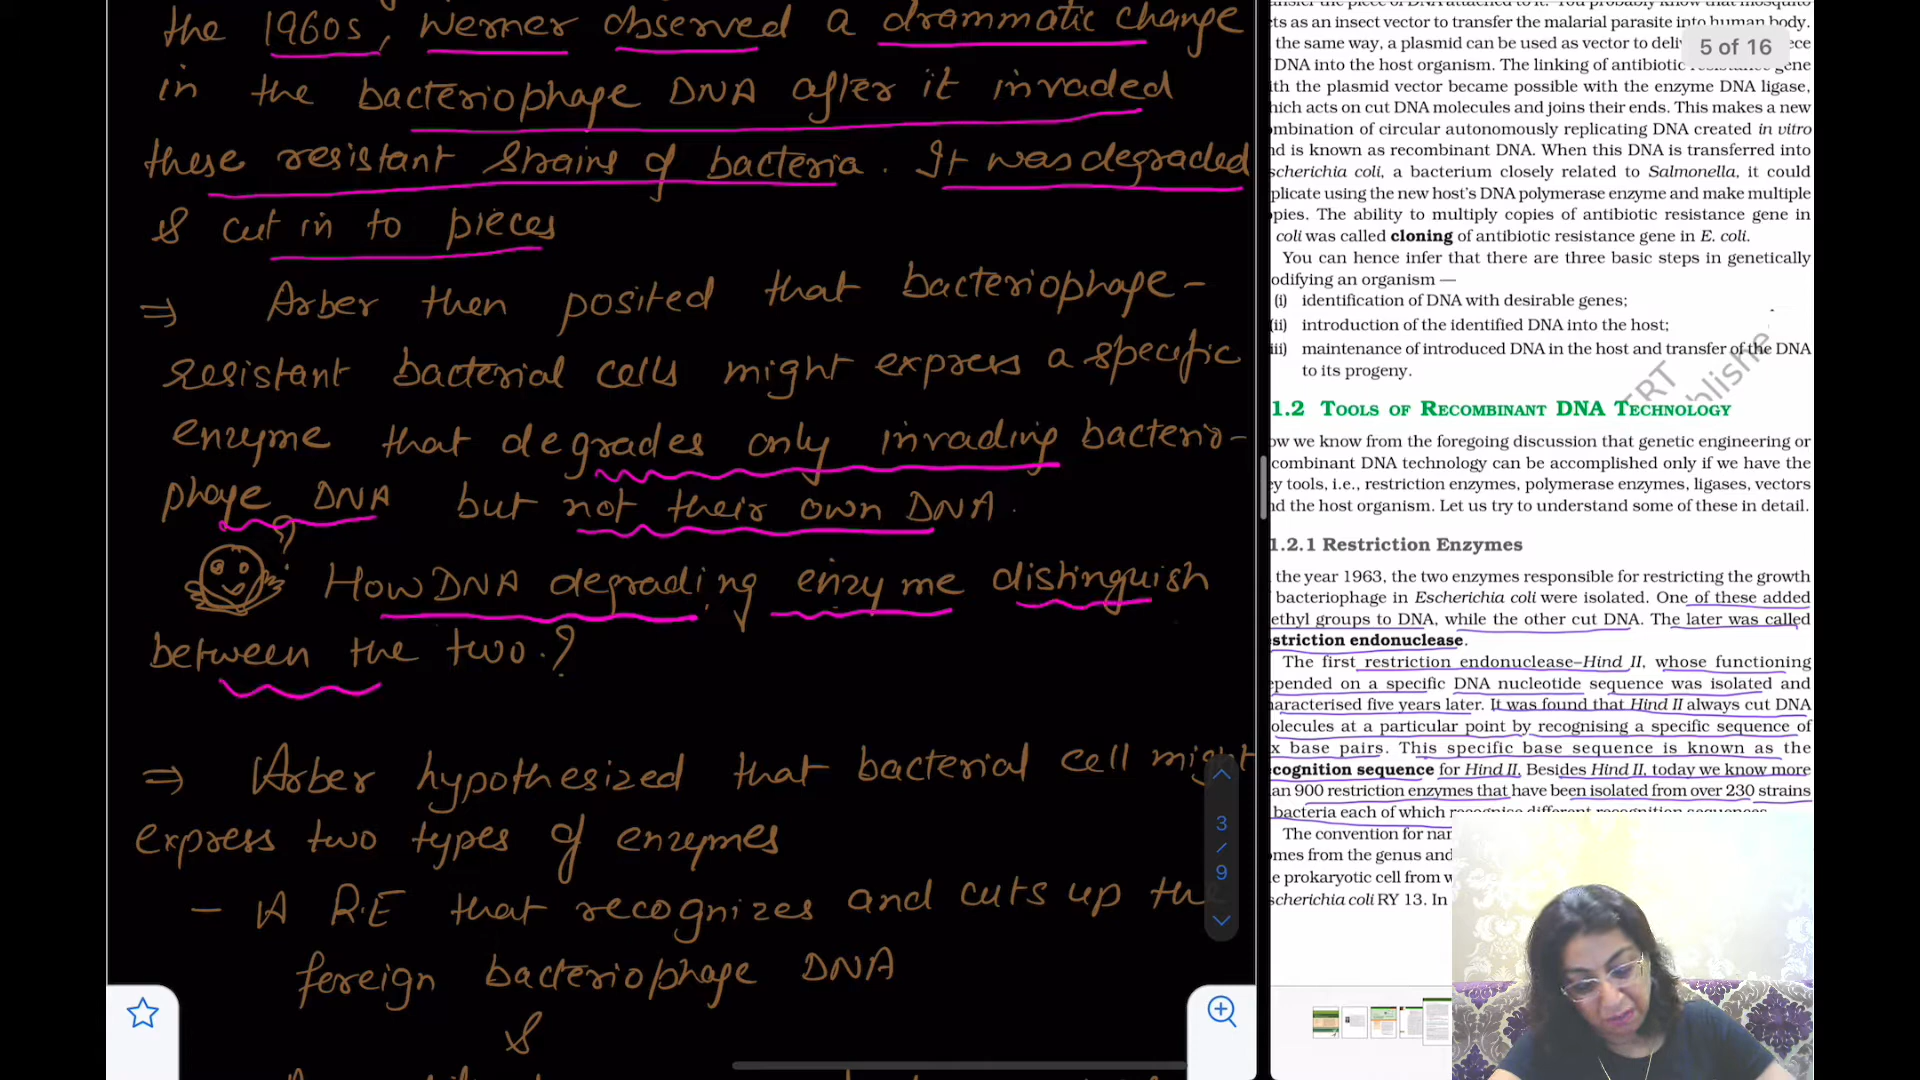 the 1960s, Werner observed a drammatic change
in the bacteriophage DNA after it invaded
these resistant strains of bacteria. It was degraded
& cut in to pieces
⇒ Arber then posited that bacteriophage-
resistant bacterial cells might express a specific
enzyme that degrades only invading bacterio-
phage DNA but not their own DNA.
? How DNA degrading enzyme distinguish
between the two.?
⇒ Arber hypothesized that bacterial cell might
express two types of enzymes
- A R.E that recognizes and cuts up the
foreign bacteriophage DNA
&
3
/
9
5 of 16
ts as an insect vector to transfer the malarial parasite into human body.
the same way, a plasmid can be used as vector to deli
DNA into the host organism. The linking of antibiotic resistance gene
th the plasmid vector became possible with the enzyme DNA ligase,
hich acts on cut DNA molecules and joins their ends. This makes a new
mbination of circular autonomously replicating DNA created in vitro
nd is known as recombinant DNA. When this DNA is transferred into
scherichia coli, a bacterium closely related to Salmonella, it could
plicate using the new host's DNA polymerase enzyme and make multiple
pies. The ability to multiply copies of antibiotic resistance gene in
coli was called cloning of antibiotic resistance gene in E. coli.
You can hence infer that there are three basic steps in genetically
odifying an organism —
(i) identification of DNA with desirable genes;
ii) introduction of the identified DNA into the host;
iii) maintenance of introduced DNA in the host and transfer of the DNA
to its progeny.
1.2 Tools of Recombinant DNA Technology
ow we know from the foregoing discussion that genetic engineering or
combinant DNA technology can be accomplished only if we have the
ey tools, i.e., restriction enzymes, polymerase enzymes, ligases, vectors
nd the host organism. Let us try to understand some of these in detail.
1.2.1 Restriction Enzymes
the year 1963, the two enzymes responsible for restricting the growth
bacteriophage in Escherichia coli were isolated. One of these added
ethyl groups to DNA, while the other cut DNA. The later was called
striction endonuclease.
The first restriction endonuclease–Hind II, whose functioning
epended on a specific DNA nucleotide sequence was isolated and
haracterised five years later. It was found that Hind II always cut DNA
olecules at a particular point by recognising a specific sequence of
x base pairs. This specific base sequence is known as the
cognition sequence for Hind II. Besides Hind II, today we know more
an 900 restriction enzymes that have been isolated from over 230 strains
bacteria each of which recognise different recognition sequences.
The convention for nan
omes from the genus and
e prokaryotic cell from w
scherichia coli RY 13. In